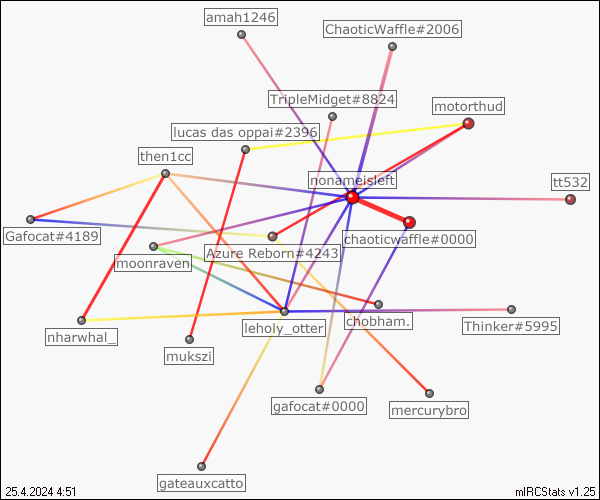 amah1246
ChaoticWaffle#2006
TripleMidget#8824
motorthud
lucas das oppai#2396
then1cc
nonameisleft
tt532
Gafocat#4189
chaoticwaffle#0000
Azure Reborn#4243
moonraven
chobham.
Thinker#5995
leholy_otter
nharwhal_
mukszi
gafocat#0000
mercurybro
gateauxcatto
25.4.2024 4:51
mIRCStats v1.25